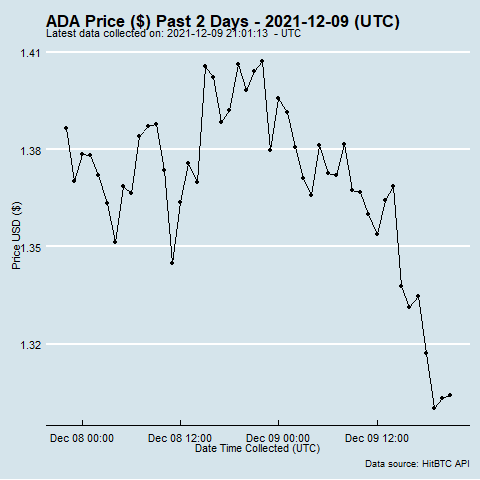 ADA Price ($) Past 2 Days - 2021-12-09 (UTC)
Latest data collected on: 2021-12-09 21:01:13  - UTC
1.41
1.38
1.35
1.32
Price USD ($)
Dec 08 00:00
Dec 08 12:00
Dec 09 00:00
Dec 09 12:00
Date Time Collected (UTC)
Data source: HitBTC API